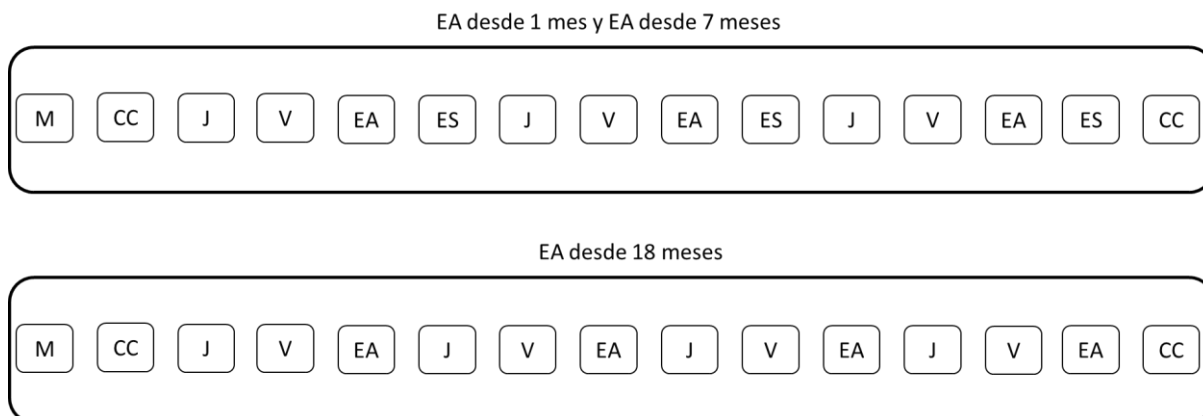 EA desde 1 mes y EA desde 7 meses
M CC J V EA ES J V EA ES J V EA ES CC
EA desde 18 meses
M CC J V EA J V EA J V EA J V EA CC